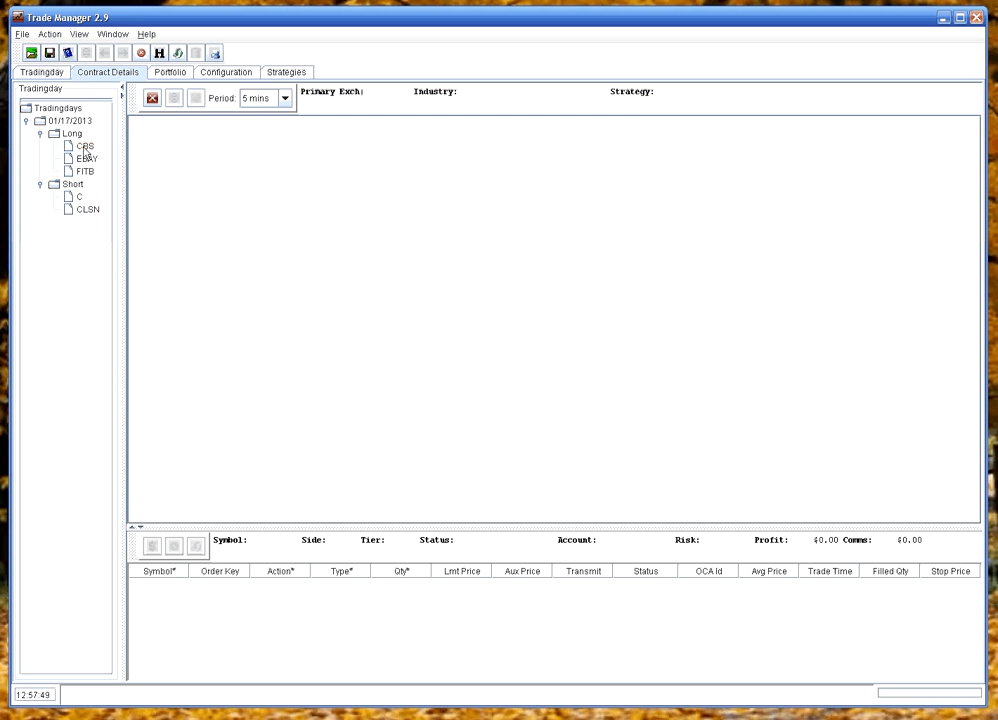 Trade Manager 2.9
File Action View Window Help
Tradingday Contract Details Portfolio Configuration Strategies
Tradingday
Period: 5 mins Primary Exch: Industry: Strategy:
Tradingdays
01/17/2013
Long
CBS
EBAY
FITB
Short
C
CLSN
Symbol: Side: Tier: Status: Account: Risk: Profit: $0.00 Comms: $0.00
Symbol* Order Key Action* Type* Qty* Lmt Price Aux Price Transmit Status OCA Id Avg Price Trade Time Filled Qty Stop Price
12:57:49